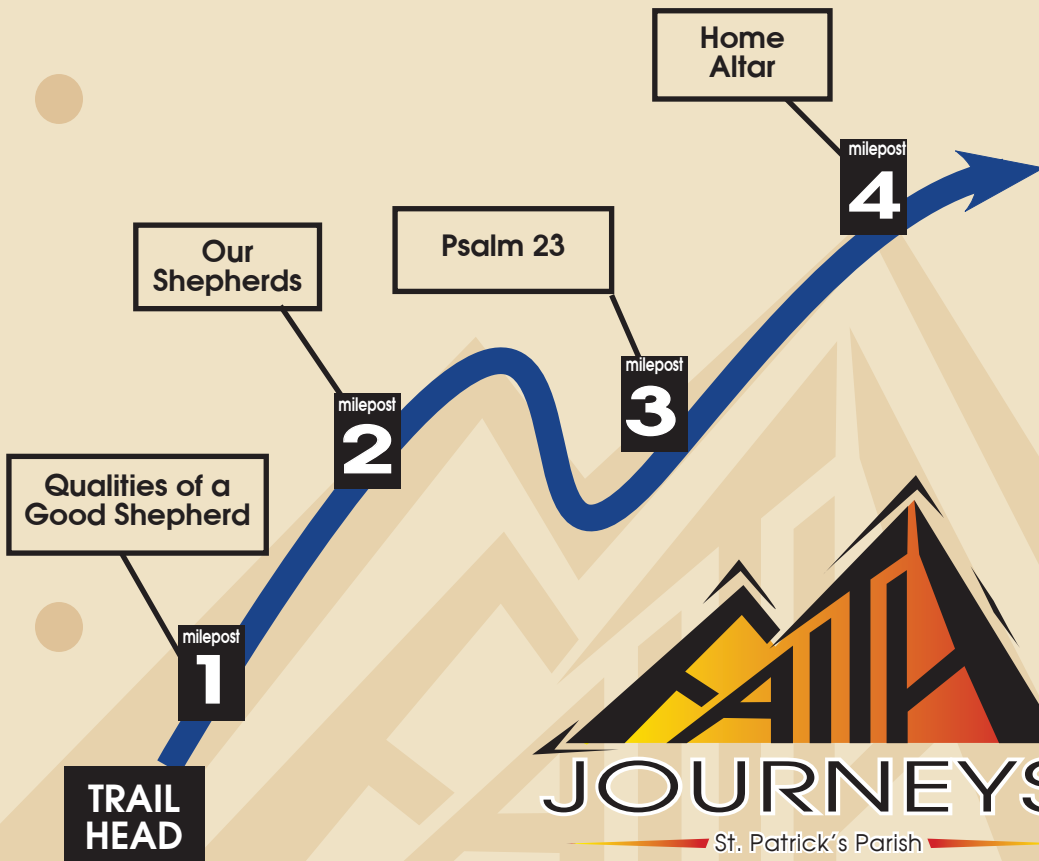 Home
Altar
milepost
4
Psalm 23
Our
Shepherds
milepost
3
milepost
2
Qualities of a
Good Shepherd
milepost
1
TRAIL
HEAD
FAITH
JOURNEYS
St. Patrick's Parish